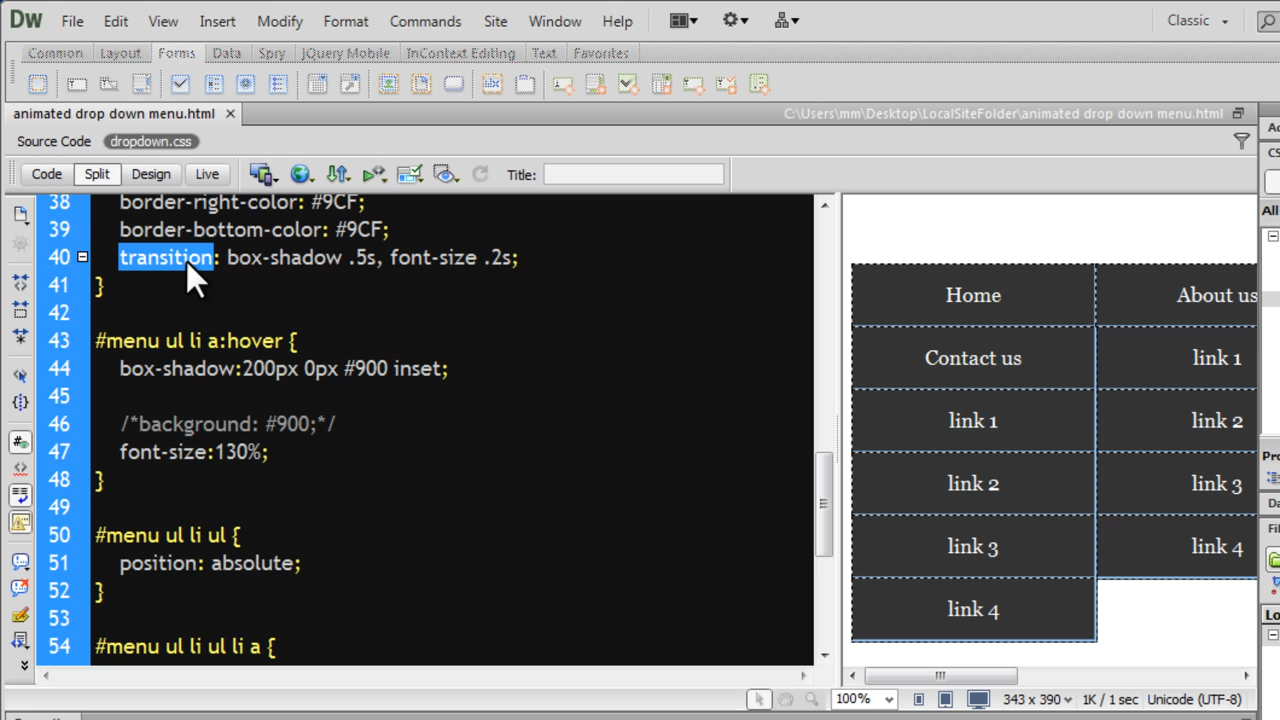 Dw File Edit View Insert Modify Format Commands Site Window Help Classic
Common Layout Forms Data Spry jQuery Mobile InContext Editing Text Favorites
animated drop down menu.html C:\Users\mm\Desktop\LocalSiteFolder\animated drop down menu.html
Source Code dropdown.css
Code Split Design Live Title:
38 border-right-color: #9CF;
39 border-bottom-color: #9CF;
40 transition: box-shadow .5s, font-size .2s;
41 }
42
43 #menu ul li a:hover {
44 box-shadow:200px 0px #900 inset;
45
46 /*background: #900;*/
47 font-size:130%;
48 }
49
50 #menu ul li ul {
51 position: absolute;
52 }
53
54 #menu ul li ul li a {
Home About us
Contact us link 1
link 1 link 2
link 2 link 3
link 3 link 4
link 4
All
100% 343 x 390 1K / 1 sec Unicode (UTF-8)